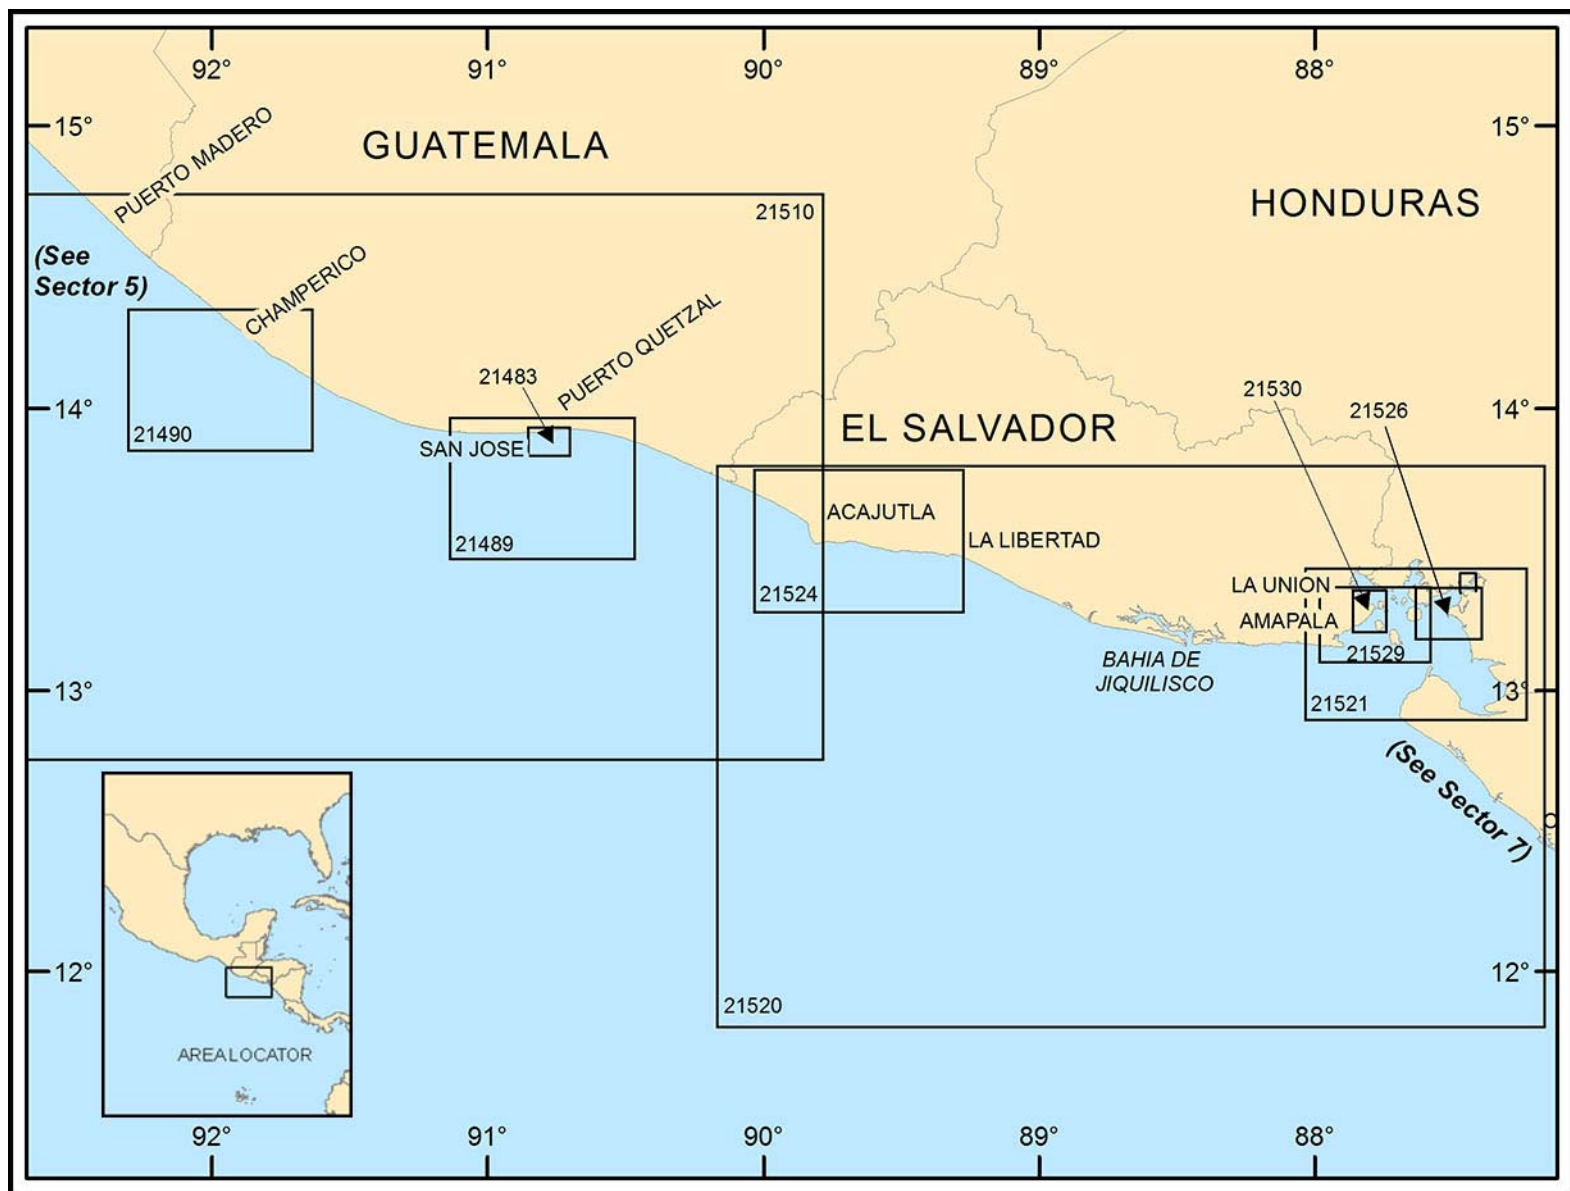 92°
91°
90°
89°
88°
15°
15°
PUERTO MADERO
GUATEMALA
HONDURAS
21510
(See
Sector 5)
CHAMPERICO
PUERTO QUETZAL
21483
21530
21526
14°
14°
21490
EL SALVADOR
SAN JOSE
21489
ACAJUTLA
LA LIBERTAD
21524
LA UNION
AMAPALA
21529
BAHIA DE
JIQUILISCO
13°
13°
21521
(See Sector 7)
12°
12°
21520
AREA LOCATOR
92°
91°
90°
89°
88°